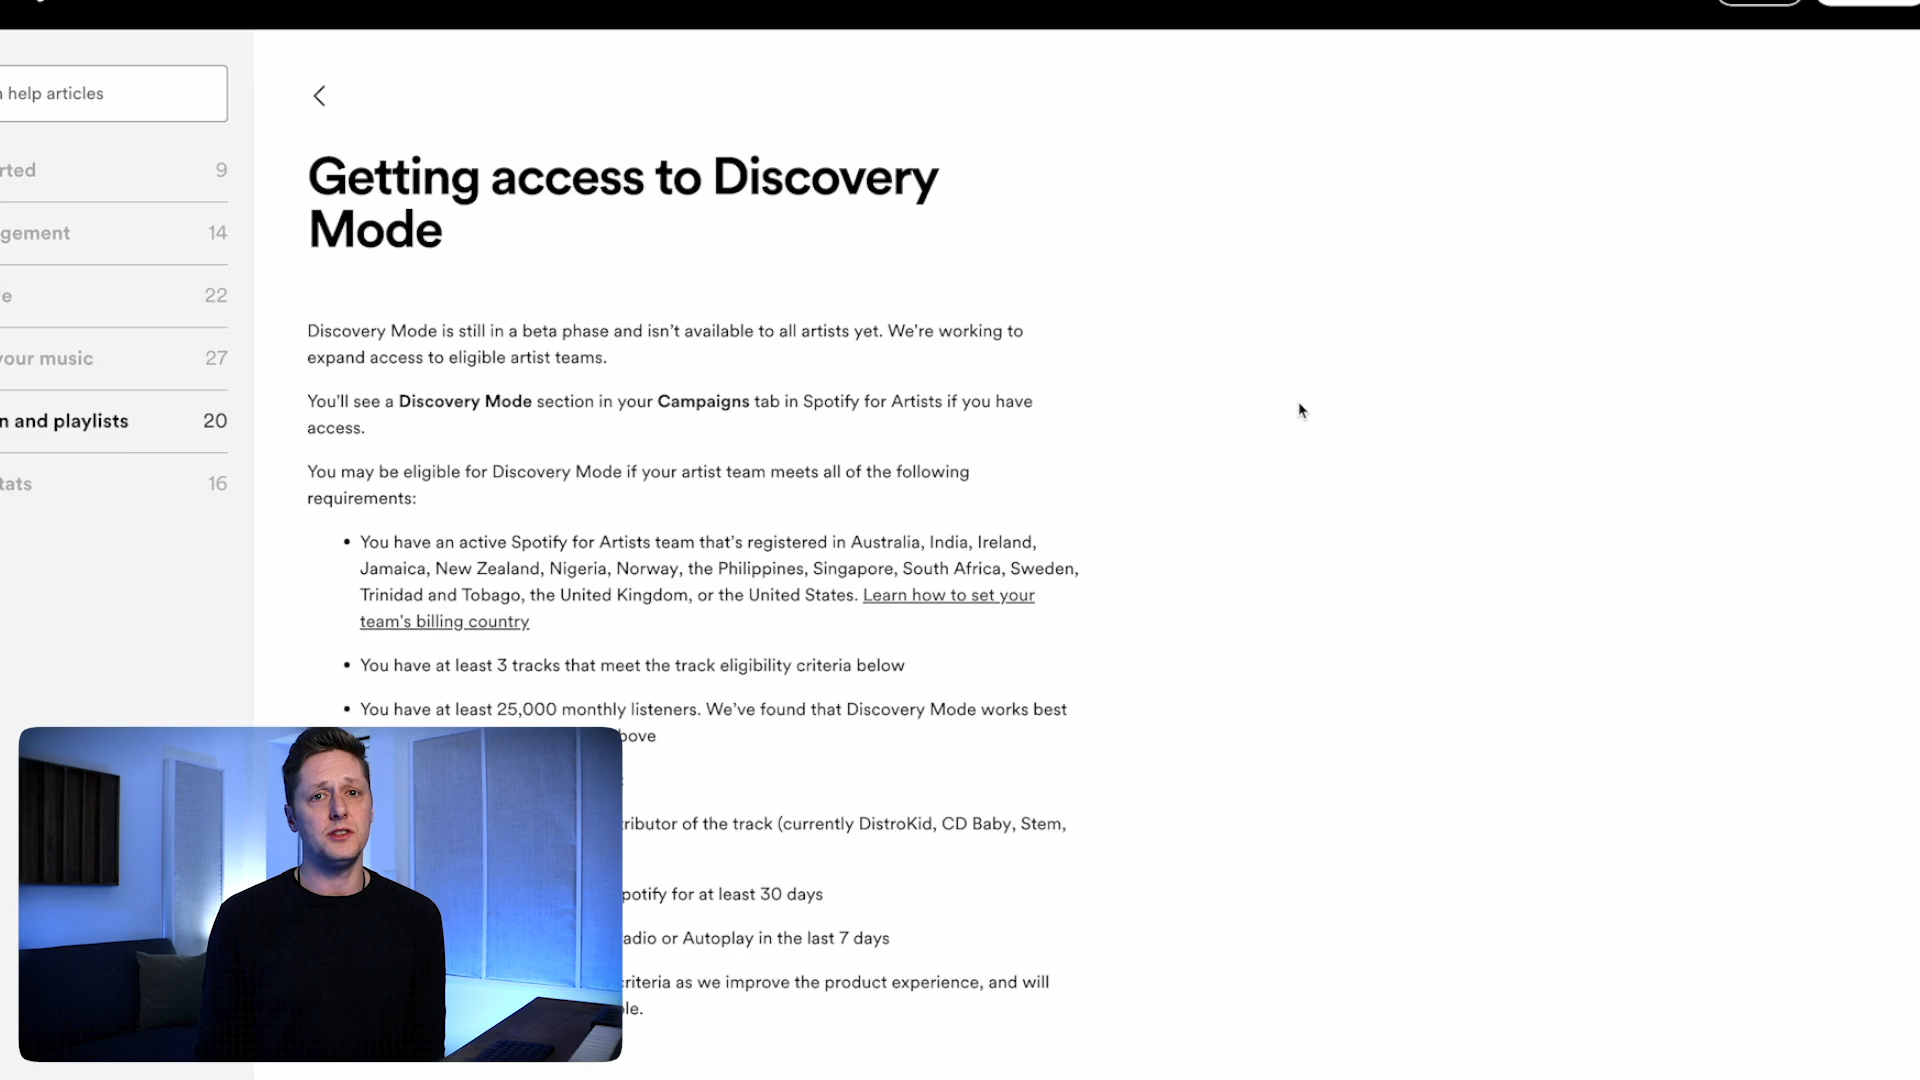 help articles
9
14
22
your music 27
and playlists 20
16
Getting access to Discovery
Mode
Discovery Mode is still in a beta phase and isn't available to all artists yet. We're working to
expand access to eligible artist teams.
You'll see a Discovery Mode section in your Campaigns tab in Spotify for Artists if you have
access.
You may be eligible for Discovery Mode if your artist team meets all of the following
requirements:
• You have an active Spotify for Artists team that's registered in Australia, India, Ireland,
Jamaica, New Zealand, Nigeria, Norway, the Philippines, Singapore, South Africa, Sweden,
Trinidad and Tobago, the United Kingdom, or the United States. Learn how to set your
team's billing country
• You have at least 3 tracks that meet the track eligibility criteria below
• You have at least 25,000 monthly listeners. We've found that Discovery Mode works best
of the track (currently DistroKid, CD Baby, Stem,
for at least 30 days
or Autoplay in the last 7 days
as we improve the product experience, and will